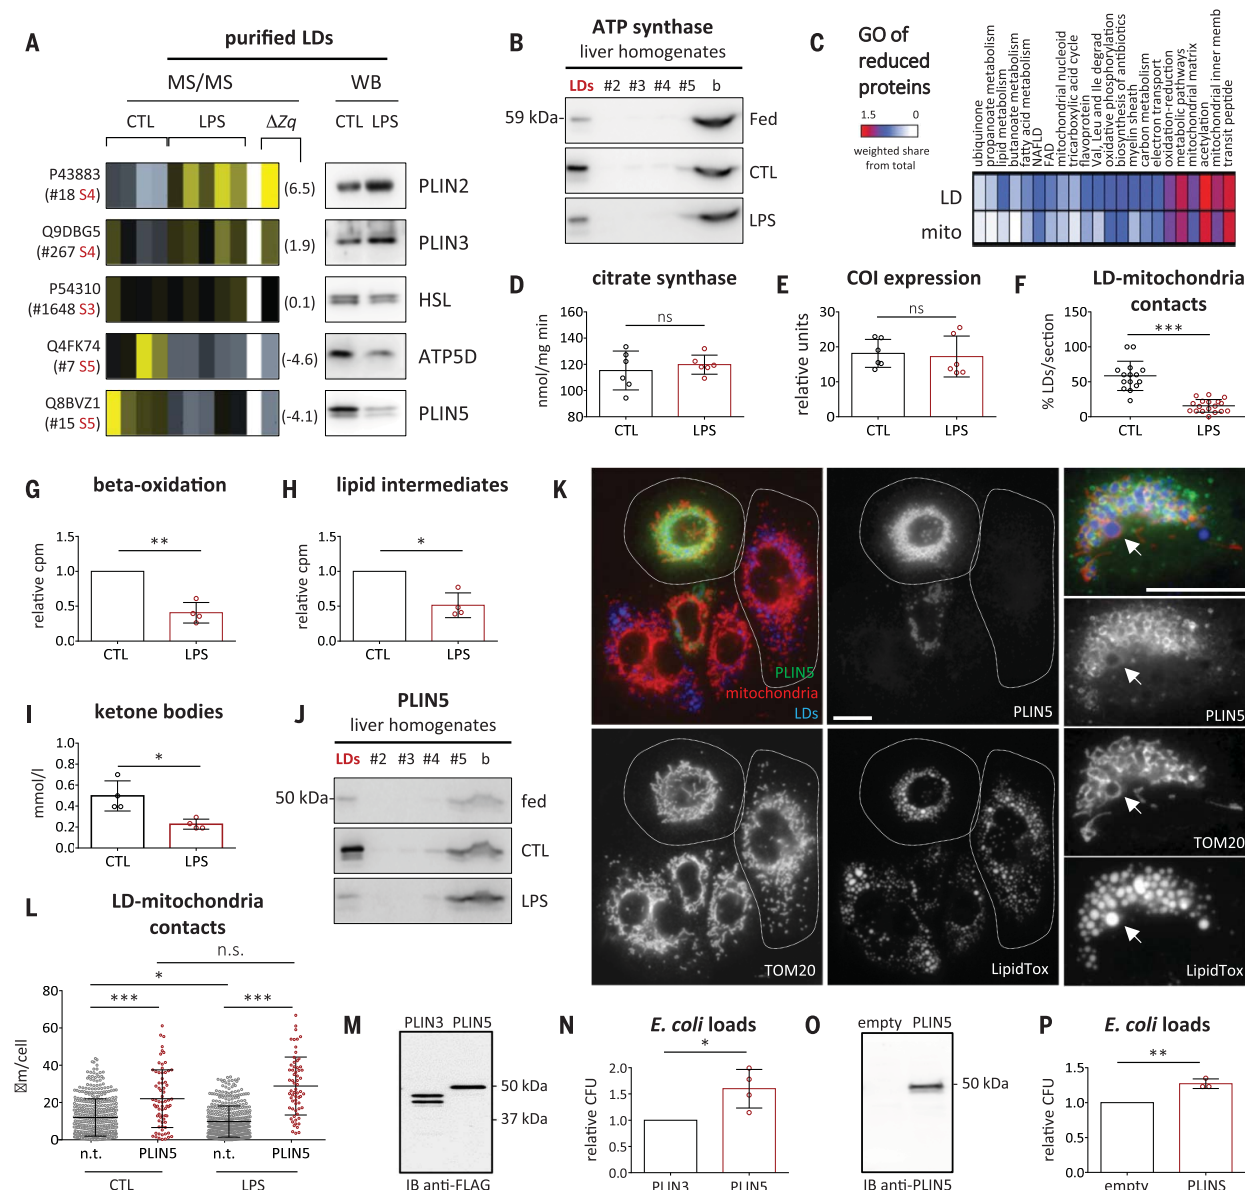 A
purified LDs
MS/MS
WB
CTL
LPS
ΔZq
CTL LPS
P43883
(#18 S4)
(6.5)
PLIN2
Q9DBG5
(#267 S4)
(1.9)
PLIN3
P54310
(#1648 S3)
(0.1)
HSL
Q4FK74
(#7 S5)
(-4.6)
ATP5D
Q8BVZ1
(#15 S5)
(-4.1)
PLIN5
B
ATP synthase
liver homogenates
LDs #2 #3 #4 #5 b
59 kDa-
Fed
CTL
LPS
C
GO of
reduced
proteins
1.5 0
weighted share
from total
ubiquinone
propanoate metabolism
lipid metabolism
butanoate metabolism
fatty acid metabolism
NAFLD
FAD
mitochondrial nucleoid
tricarboxylic acid cycle
flavoprotein
Val, Leu and Ile degrad
oxidative phosphorylation
biosynthesis of antibiotics
myelin sheath
carbon metabolism
electron transport
oxidation-reduction
metabolic pathways
mitochondrial matrix
acetylation
mitochondrial inner memb
transit peptide
LD
mito
D
citrate synthase
nmol/mg min
160
140
120
100
80
ns
CTL LPS
E
COI expression
relative units
30
20
10
0
ns
CTL LPS
F
LD-mitochondria
contacts
% LDs/section
150
100
50
0
***
CTL LPS
G
beta-oxidation
relative cpm
1.5
1.0
0.5
0.0
**
CTL LPS
H
lipid intermediates
relative cpm
1.5
1.0
0.5
0.0
*
CTL LPS
I
ketone bodies
mmol/l
1.0
0.8
0.6
0.4
0.2
0.0
*
CTL LPS
J
PLIN5
liver homogenates
LDs #2 #3 #4 #5 b
50 kDa-
fed
CTL
LPS
K
PLIN5
mitochondria
LDs
PLIN5
TOM20
LipidTox
PLIN5
TOM20
LipidTox
L
LD-mitochondria
contacts
n.s.
*
*** ***
m/cell
80
60
40
20
0
n.t. PLIN5 n.t. PLIN5
CTL LPS
M
PLIN3 PLIN5
50 kDa
37 kDa
IB anti-FLAG
N
E. coli loads
relative CFU
2.0
1.5
1.0
0.5
0.0
*
PLIN3 PLIN5
O
empty PLIN5
50 kDa
IB anti-PLIN5
P
E. coli loads
relative CFU
1.5
1.0
1.5
0.0
**
empty PLINS